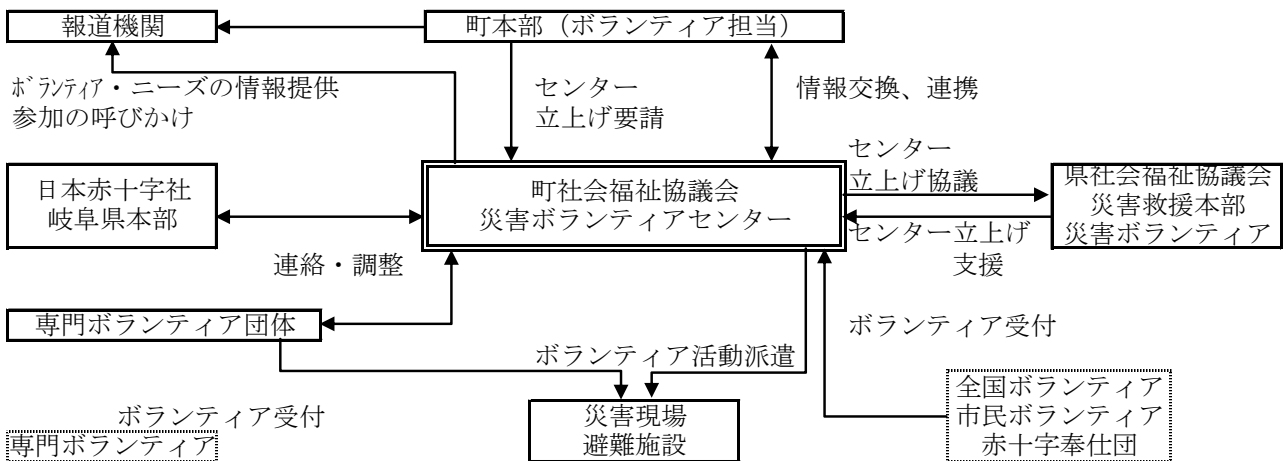 報道機関
町本部（ボランティア担当）
ボランティア・ニーズの情報提供
参加の呼びかけ
センター
立上げ要請
情報交換、連携
日本赤十字社
岐阜県本部
町社会福祉協議会
災害ボランティアセンター
センター
立上げ協議
県社会福祉協議会
災害救援本部
災害ボランティア
センター立上げ
支援
連絡・調整
専門ボランティア団体
ボランティア受付
ボランティア活動派遣
ボランティア受付
専門ボランティア
災害現場
避難施設
全国ボランティア
市民ボランティア
赤十字奉仕団